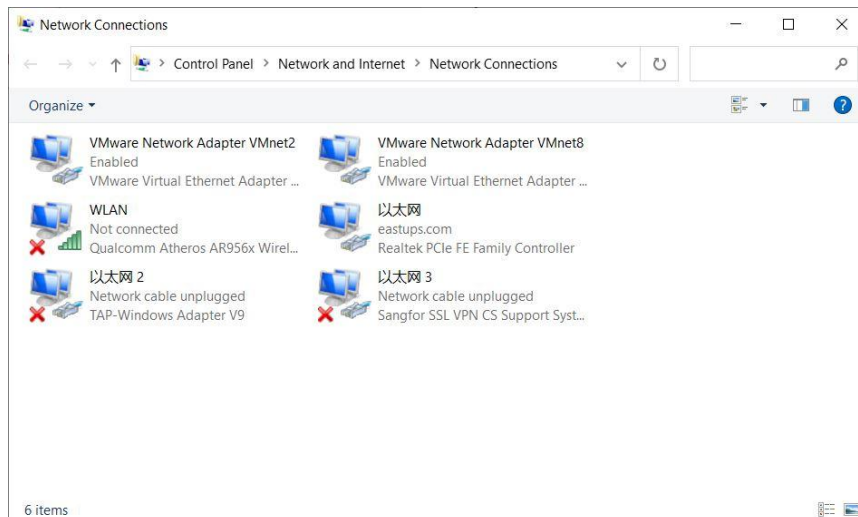 Network Connections
Control Panel > Network and Internet > Network Connections
Organize
VMware Network Adapter VMnet2
Enabled
VMware Virtual Ethernet Adapter ...
VMware Network Adapter VMnet8
Enabled
VMware Virtual Ethernet Adapter ...
WLAN
Not connected
Qualcomm Atheros AR956x Wirel...
以太网
eastups.com
Realtek PCIe FE Family Controller
以太网 2
Network cable unplugged
TAP-Windows Adapter V9
以太网 3
Network cable unplugged
Sangfor SSL VPN CS Support Syst...
6 items